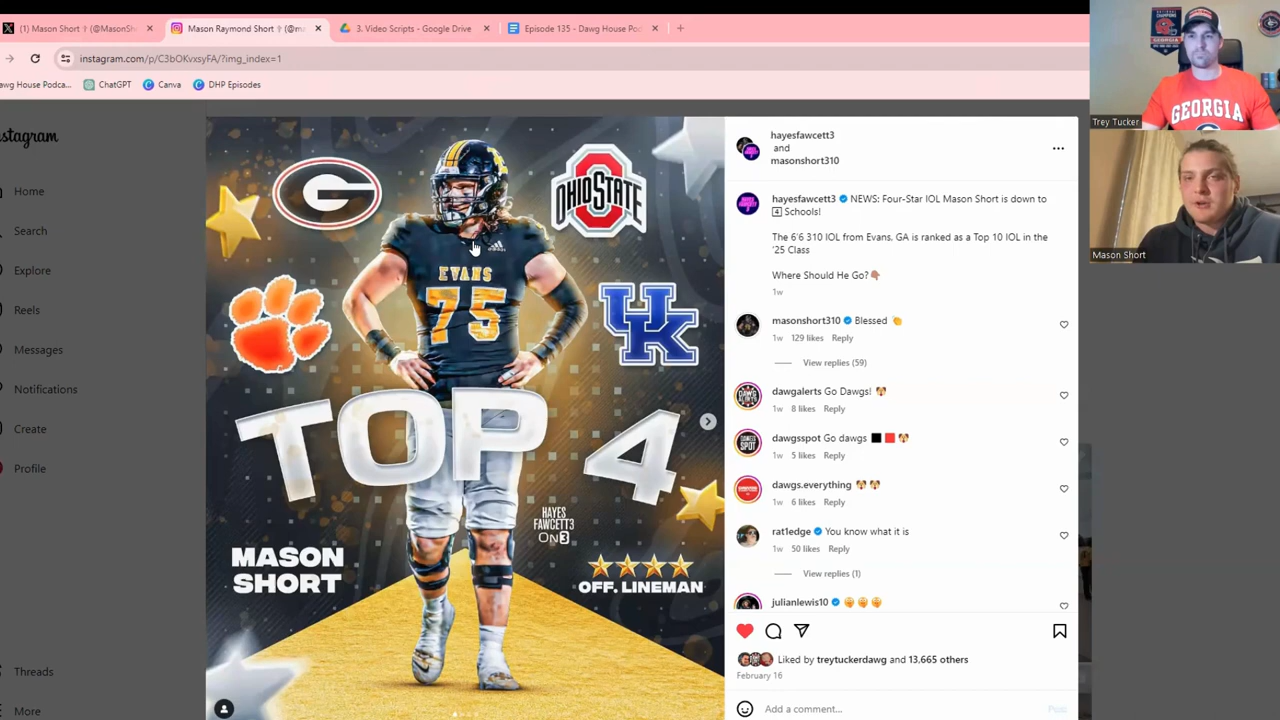 (1) Mason Short ✝ (@MasonSh
Mason Raymond Short ✝ (@ma
3. Video Scripts - Google Drive
Episode 135 - Dawg House Poc
instagram.com/p/C3bOKvxsyFA/?img_index=1
awg House Podca...
ChatGPT
Canva
DHP Episodes
GEORGIA
Trey Tucker
Mason Short
nstagram
Home
Search
Explore
Reels
Messages
Notifications
Create
Profile
Threads
More
G
OHIO STATE
EVANS
75
UK
TOP 4
HAYES
FAWCETT3
ON3
MASON
SHORT
OFF. LINEMAN
hayesfawcett3
and
masonshort310
hayesfawcett3 NEWS: Four-Star IOL Mason Short is down to
4 Schools!
The 6'6 310 IOL from Evans, GA is ranked as a Top 10 IOL in the
'25 Class
Where Should He Go?
1w
masonshort310 Blessed
1w 129 likes Reply
View replies (59)
dawgalerts Go Dawgs!
1w 8 likes Reply
dawgsspot Go dawgs
1w 5 likes Reply
dawgs.everything
1w 6 likes Reply
rat1edge You know what it is
1w 50 likes Reply
View replies (1)
julianlewis10
Liked by treytuckerdawg and 13,665 others
February 16
Add a comment...
Post